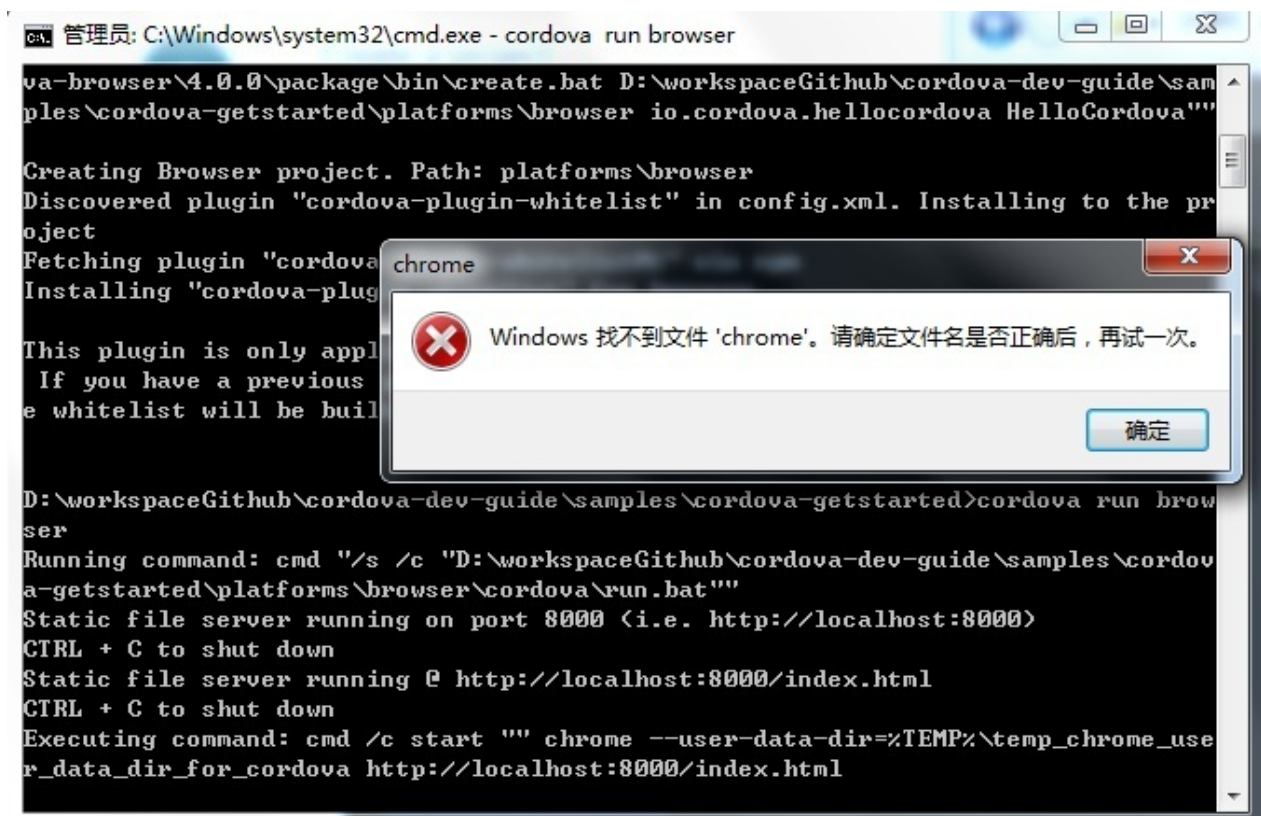 管理员: C:\Windows\system32\cmd.exe - cordova  run browser
va-browser\4.0.0\package\bin\create.bat D:\workspaceGithub\cordova-dev-guide\sam
ples\cordova-getstarted\platforms\browser io.cordova.hellocordova HelloCordova""
Creating Browser project. Path: platforms\browser
Discovered plugin "cordova-plugin-whitelist" in config.xml. Installing to the pr
oject
Fetching plugin "cordova
Installing "cordova-plug
This plugin is only appl
 If you have a previous
e whitelist will be buil
chrome
Windows 找不到文件 'chrome'。请确定文件名是否正确后，再试一次。
确定
D:\workspaceGithub\cordova-dev-guide\samples\cordova-getstarted>cordova run brow
ser
Running command: cmd "/s /c "D:\workspaceGithub\cordova-dev-guide\samples\cordov
a-getstarted\platforms\browser\cordova\run.bat""
Static file server running on port 8000 (i.e. http://localhost:8000)
CTRL + C to shut down
Static file server running @ http://localhost:8000/index.html
CTRL + C to shut down
Executing command: cmd /c start "" chrome --user-data-dir=%TEMP%\temp_chrome_use
r_data_dir_for_cordova http://localhost:8000/index.html